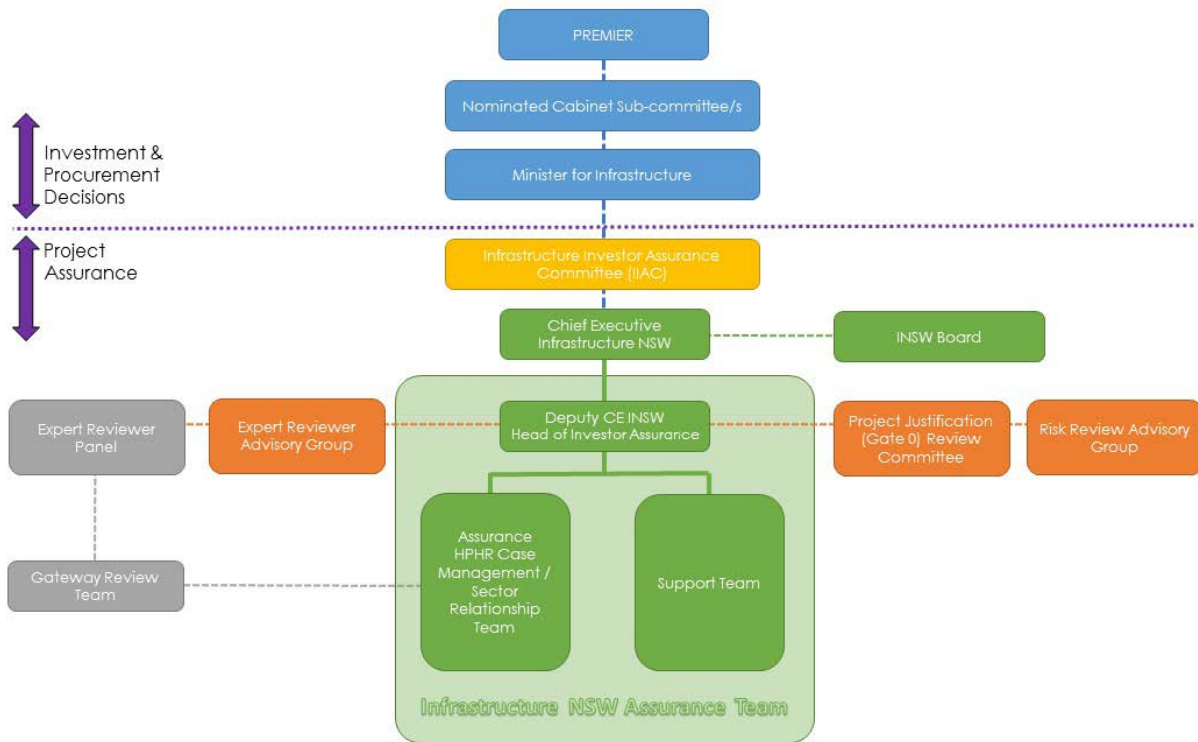 PREMIER
Nominated Cabinet Sub-committee/s
Investment &
Procurement
Decisions
Minister for Infrastructure
Project
Assurance
Infrastructure Investor Assurance
Committee (IIAC)
Chief Executive
Infrastructure NSW
INSW Board
Expert Reviewer
Panel
Expert Reviewer
Advisory Group
Deputy CE INSW
Head of Investor Assurance
Project Justification
(Gate 0) Review
Committee
Risk Review Advisory
Group
Gateway Review
Team
Assurance
HPHR Case
Management /
Sector
Relationship
Team
Support Team
Infrastructure NSW Assurance Team